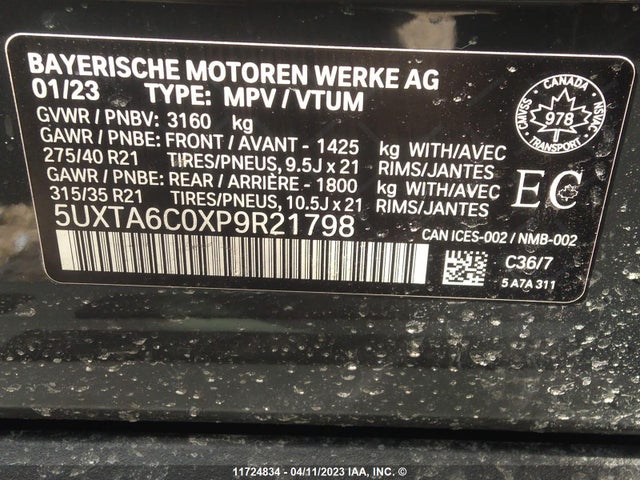 BAYERISCHE MOTOREN WERKE AG
01/23 TYPE: MPV / VTUM
GVWR / PNBV: 3160 kg
GAWR / PNBE: FRONT / AVANT - 1425 kg WITH/AVEC
275/40 R21 TIRES/PNEUS, 9.5J x 21 RIMS/JANTES
GAWR / PNBE: REAR / ARRIÈRE - 1800 kg WITH/AVEC
315/35 R21 TIRES/PNEUS, 10.5J x 21 RIMS/JANTES
5UXTA6C0XP9R21798
CANADA
CMVSS
NSVAC
978
TRANSPORT
EC
CAN ICES-002 / NMB-002
C36/7
5 A7A 311
11724834 - 04/11/2023 IAA, INC. ©